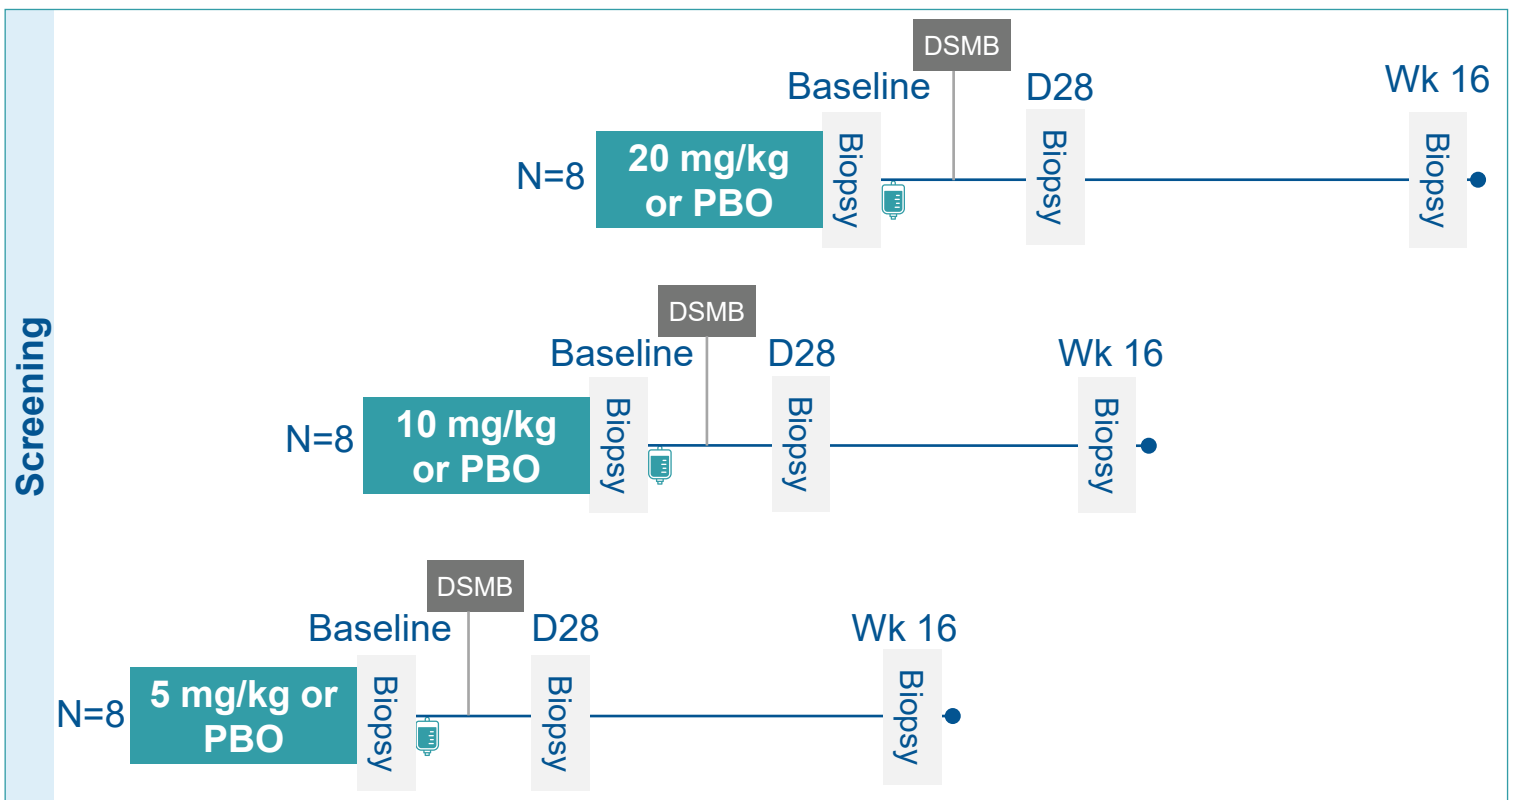 Screening
DSMB
Baseline
D28
Wk 16
N=8
20 mg/kg
or PBO
Biopsy
Biopsy
Biopsy
DSMB
Baseline
D28
Wk 16
N=8
10 mg/kg
or PBO
Biopsy
Biopsy
Biopsy
DSMB
Baseline
D28
Wk 16
N=8
5 mg/kg or
PBO
Biopsy
Biopsy
Biopsy